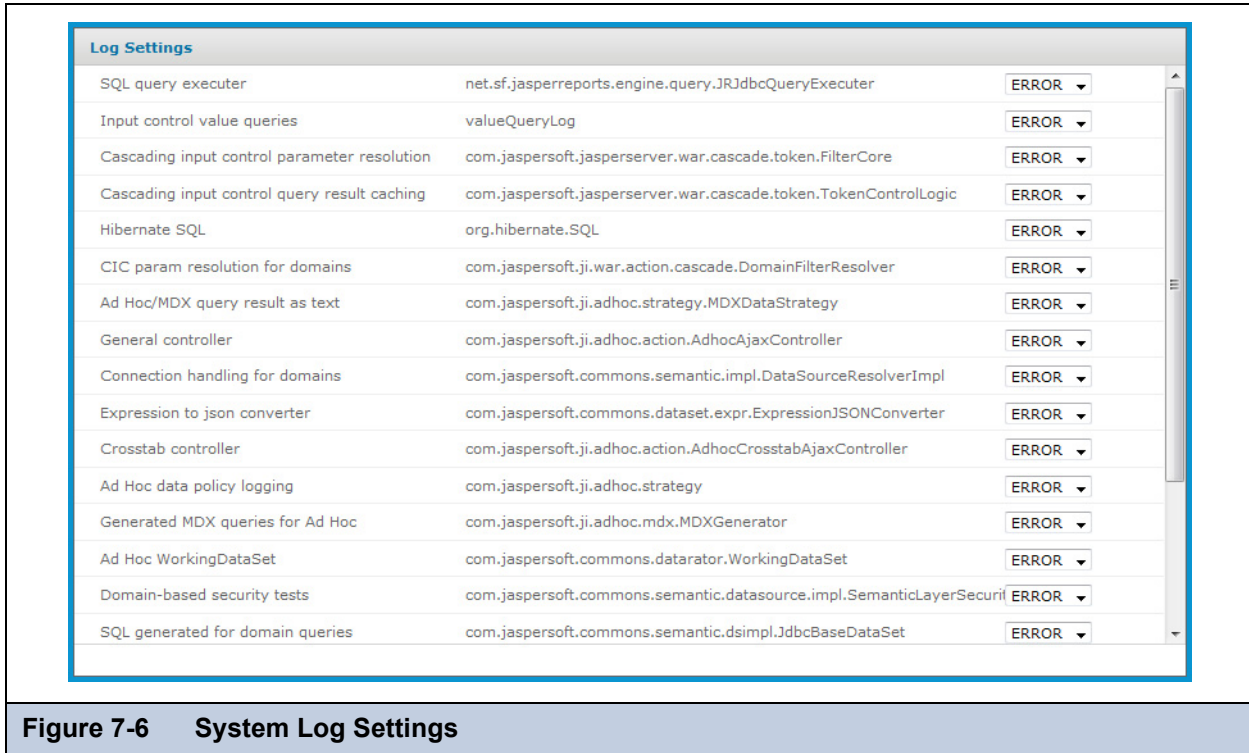 Log Settings
SQL query executer net.sf.jasperreports.engine.query.JRJdbcQueryExecuter ERROR
Input control value queries valueQueryLog ERROR
Cascading input control parameter resolution com.jaspersoft.jasperserver.war.cascade.token.FilterCore ERROR
Cascading input control query result caching com.jaspersoft.jasperserver.war.cascade.token.TokenControlLogic ERROR
Hibernate SQL org.hibernate.SQL ERROR
CIC param resolution for domains com.jaspersoft.ji.war.action.cascade.DomainFilterResolver ERROR
Ad Hoc/MDX query result as text com.jaspersoft.ji.adhoc.strategy.MDXDataStrategy ERROR
General controller com.jaspersoft.ji.adhoc.action.AdhocAjaxController ERROR
Connection handling for domains com.jaspersoft.commons.semantic.impl.DataSourceResolverImpl ERROR
Expression to json converter com.jaspersoft.commons.dataset.expr.ExpressionJSONConverter ERROR
Crosstab controller com.jaspersoft.ji.adhoc.action.AdhocCrosstabAjaxController ERROR
Ad Hoc data policy logging com.jaspersoft.ji.adhoc.strategy ERROR
Generated MDX queries for Ad Hoc com.jaspersoft.ji.adhoc.mdx.MDXGenerator ERROR
Ad Hoc WorkingDataSet com.jaspersoft.commons.datarator.WorkingDataSet ERROR
Domain-based security tests com.jaspersoft.commons.semantic.datasource.impl.SemanticLayerSecurit ERROR
SQL generated for domain queries com.jaspersoft.commons.semantic.dsimpl.JdbcBaseDataSet ERROR
Figure 7-6 System Log Settings